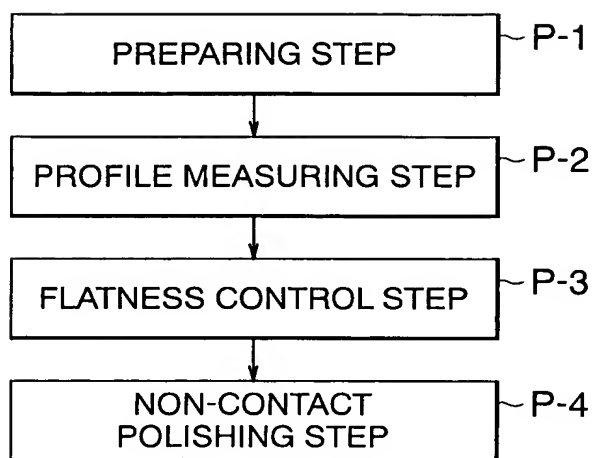 PREPARING STEP
P-1
PROFILE MEASURING STEP
P-2
FLATNESS CONTROL STEP
P-3
NON-CONTACT
POLISHING STEP
P-4